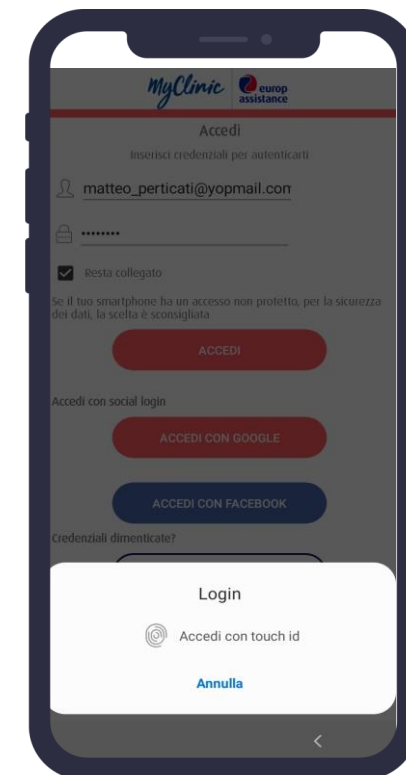 MyClinic europ
assistance
Accedi
Inserisci credenziali per autenticarti
matteo_perticati@yopmail.com
••••••••
Resta collegato
Se il tuo smartphone ha un accesso non protetto, per la sicurezza
dei dati, la scelta è sconsigliata
ACCEDI
Accedi con social login
ACCEDI CON GOOGLE
ACCEDI CON FACEBOOK
Credenziali dimenticate?
Login
Accedi con touch id
Annulla